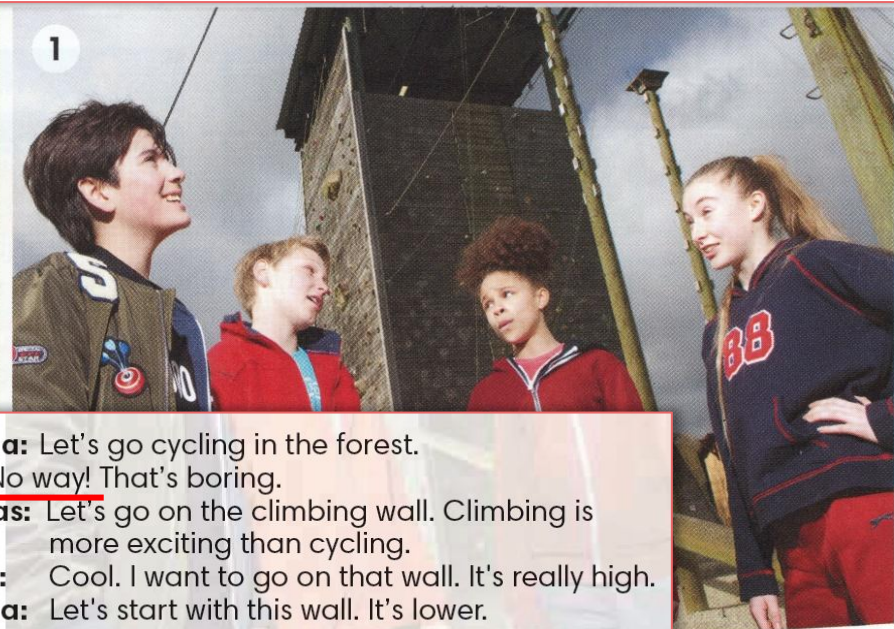 1
88
a: Let's go cycling in the forest.
No way! That's boring.
as: Let's go on the climbing wall. Climbing is
more exciting than cycling.
: Cool. I want to go on that wall. It's really high.
a: Let's start with this wall. It's lower.